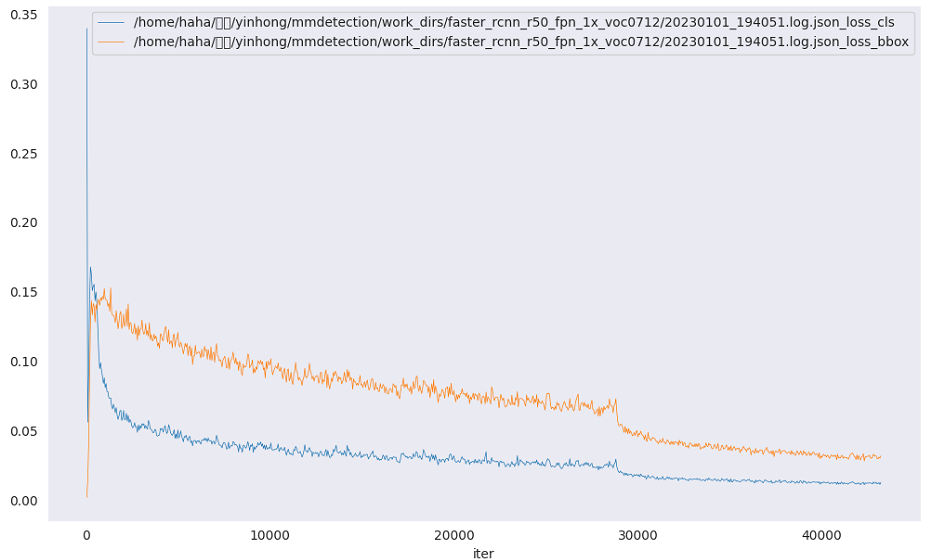 0.35
/home/haha/▯▯/yinhong/mmdetection/work_dirs/faster_rcnn_r50_fpn_1x_voc0712/20230101_194051.log.json_loss_cls
/home/haha/▯▯/yinhong/mmdetection/work_dirs/faster_rcnn_r50_fpn_1x_voc0712/20230101_194051.log.json_loss_bbox
0.30
0.25
0.20
0.15
0.10
0.05
0.00
0 10000 20000 30000 40000
iter